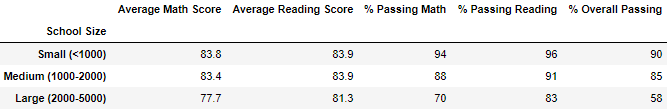 Average Math Score Average Reading Score % Passing Math % Passing Reading % Overall Passing
School Size
Small (<1000) 83.8 83.9 94 96 90
Medium (1000-2000) 83.4 83.9 88 91 85
Large (2000-5000) 77.7 81.3 70 83 58